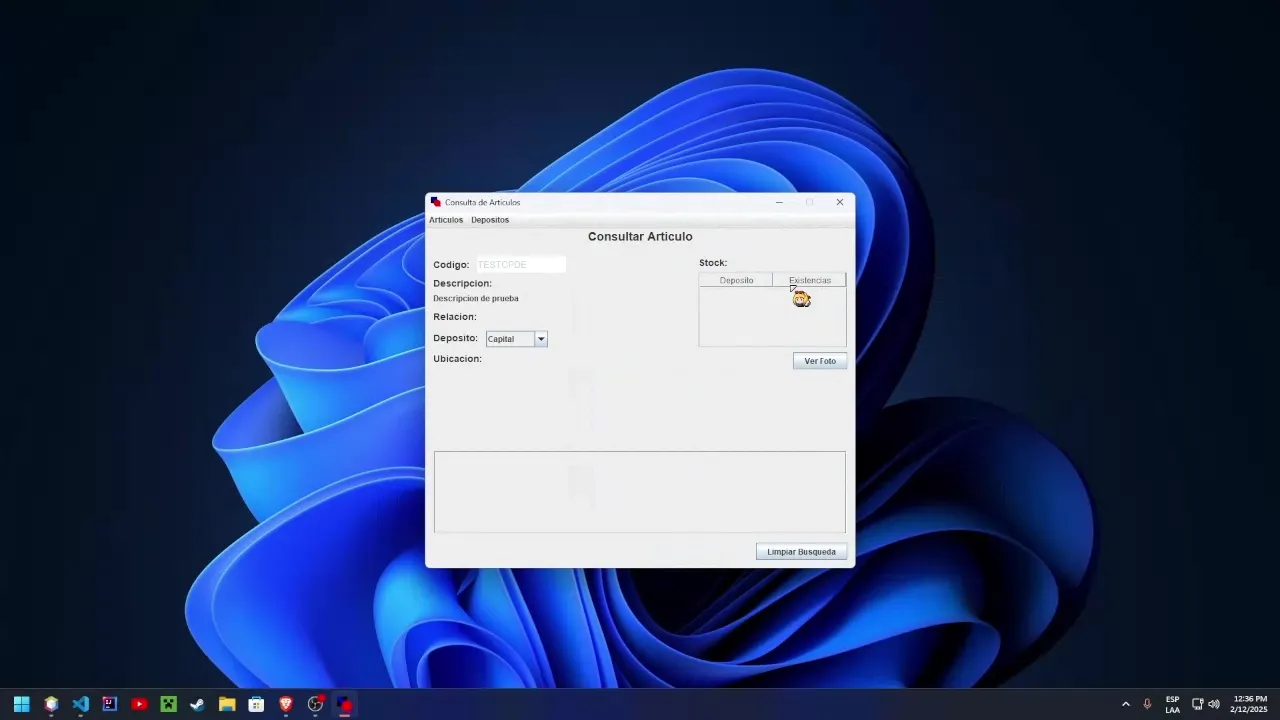 Consulta de Articulos
Articulos Depositos
Consultar Articulo
Codigo: TESTOPDE
Descripcion:
Descripcion de prueba
Relacion:
Deposito: Capital
Ubicacion:
Stock:
Deposito Existencias
Ver Foto
Limpiar Busqueda
ESP
LAA
12:36 PM
2/12/2025